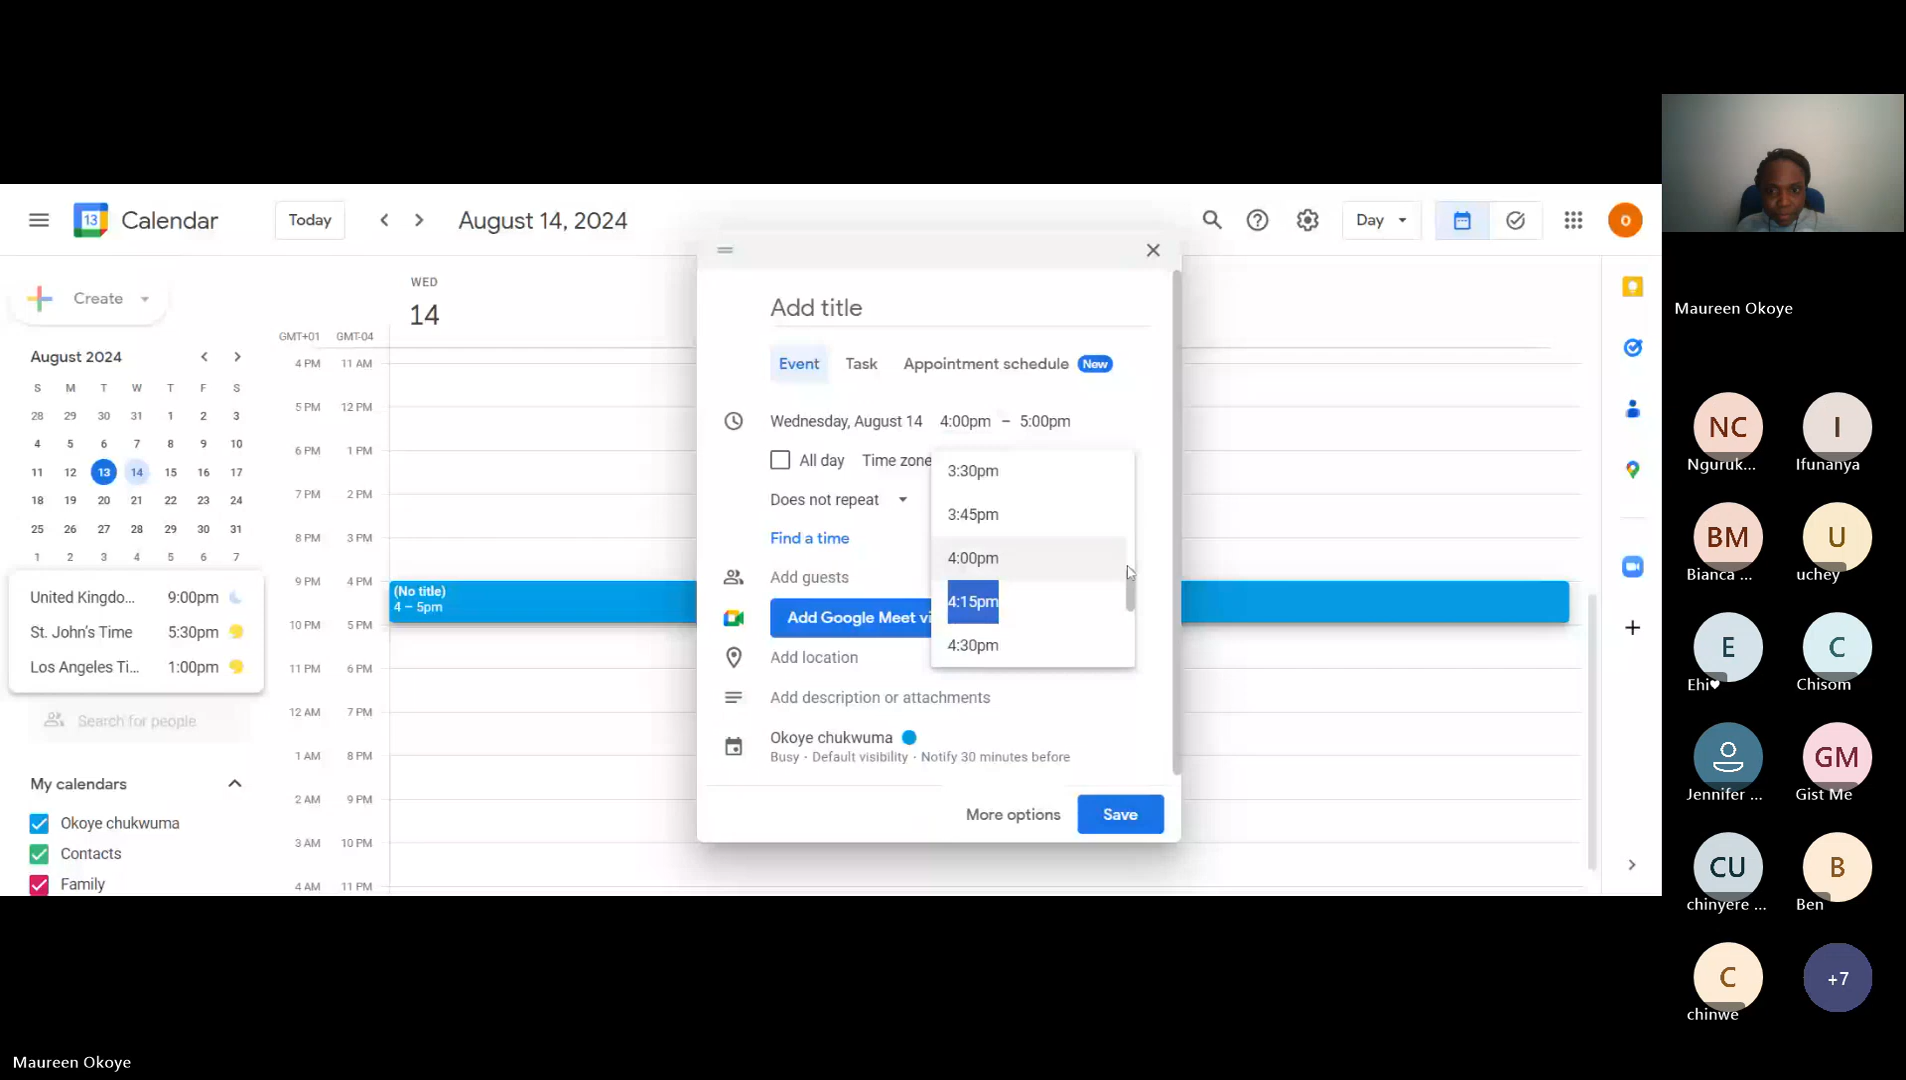 13
Calendar
Today
August 14, 2024
Day
O
Create
WED
14
GMT+01 GMT-04
August 2024
S M T W T F S
28 29 30 31 1 2 3
4 5 6 7 8 9 10
11 12 13 14 15 16 17
18 19 20 21 22 23 24
25 26 27 28 29 30 31
1 2 3 4 5 6 7
United Kingdo... 9:00pm
St. John's Time 5:30pm
Los Angeles Ti... 1:00pm
Search for people
My calendars
Okoye chukwuma
Contacts
Family
4 PM 11 AM
5 PM 12 PM
6 PM 1 PM
7 PM 2 PM
8 PM 3 PM
9 PM 4 PM
10 PM 5 PM
11 PM 6 PM
12 AM 7 PM
1 AM 8 PM
2 AM 9 PM
3 AM 10 PM
4 AM 11 PM
(No title)
4 – 5pm
Add title
Event Task Appointment schedule New
Wednesday, August 14 4:00pm – 5:00pm
All day Time zone
Does not repeat
Find a time
Add guests
Add Google Meet vi
Add location
Add description or attachments
Okoye chukwuma
Busy · Default visibility · Notify 30 minutes before
More options Save
3:30pm
3:45pm
4:00pm
4:15pm
4:30pm
Maureen Okoye
NC
Nguruk...
I
Ifunanya
BM
Bianca ...
U
uchey
E
Ehi♥
C
Chisom
Jennifer ...
GM
Gist Me
CU
chinyere ...
B
Ben
C
chinwe
+7
Maureen Okoye